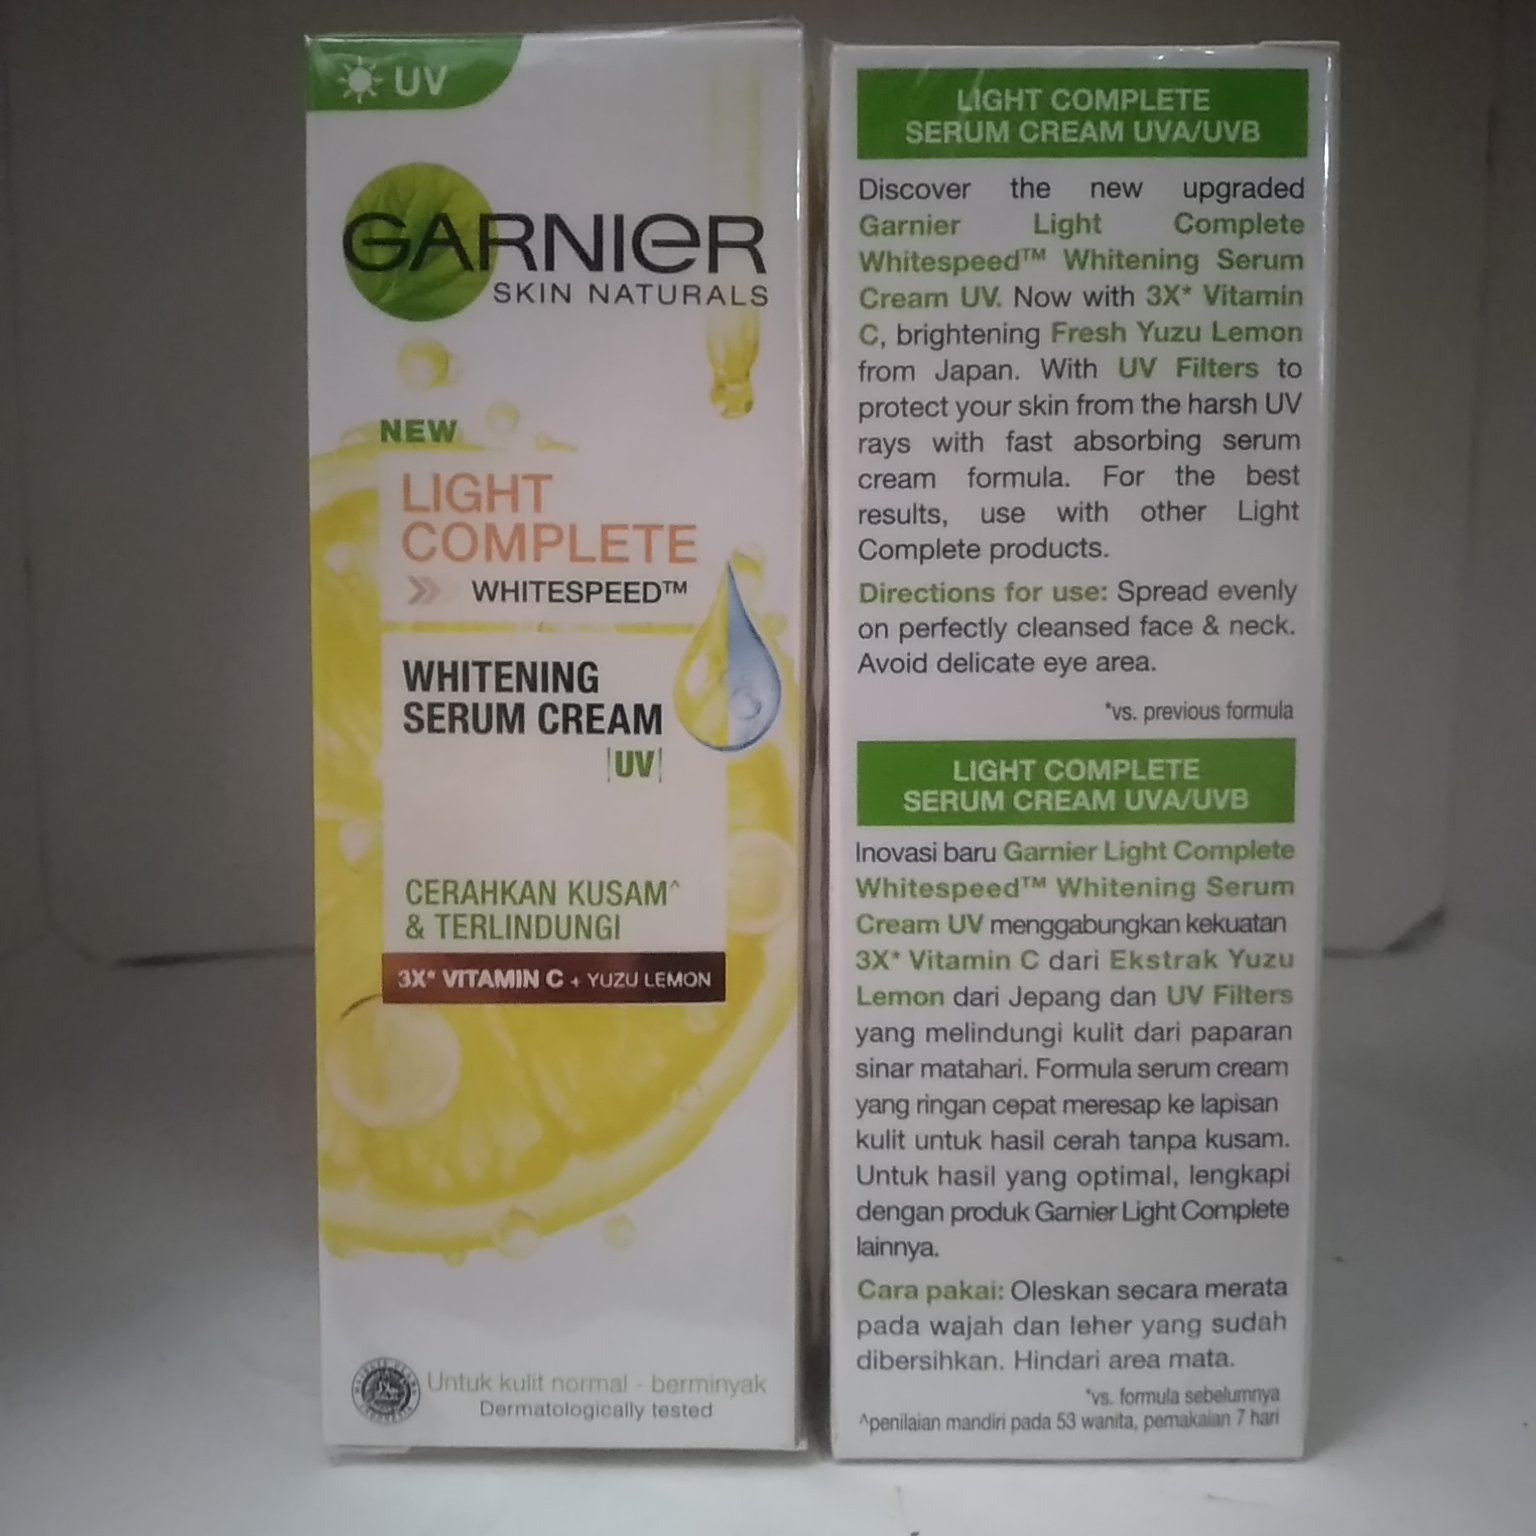 UV
GARNIER
SKIN NATURALS
NEW
LIGHT
COMPLETE
WHITESPEED™
WHITENING
SERUM CREAM
|UV|
CERAHKAN KUSAM^
& TERLINDUNGI
3X* VITAMIN C + YUZU LEMON
Untuk kulit normal - berminyak
Dermatologically tested
LIGHT COMPLETE
SERUM CREAM UVA/UVB
Discover the new upgraded
Garnier Light Complete
Whitespeed™ Whitening Serum
Cream UV. Now with 3X* Vitamin
C, brightening Fresh Yuzu Lemon
from Japan. With UV Filters to
protect your skin from the harsh UV
rays with fast absorbing serum
cream formula. For the best
results, use with other Light
Complete products.
Directions for use: Spread evenly
on perfectly cleansed face & neck.
Avoid delicate eye area.
*vs. previous formula
LIGHT COMPLETE
SERUM CREAM UVA/UVB
Inovasi baru Garnier Light Complete
Whitespeed™ Whitening Serum
Cream UV menggabungkan kekuatan
3X* Vitamin C dari Ekstrak Yuzu
Lemon dari Jepang dan UV Filters
yang melindungi kulit dari paparan
sinar matahari. Formula serum cream
yang ringan cepat meresap ke lapisan
kulit untuk hasil cerah tanpa kusam.
Untuk hasil yang optimal, lengkapi
dengan produk Garnier Light Complete
lainnya.
Cara pakai: Oleskan secara merata
pada wajah dan leher yang sudah
dibersihkan. Hindari area mata.
*vs. formula sebelumnya
^penilaian mandiri pada 53 wanita, pemakaian 7 hari